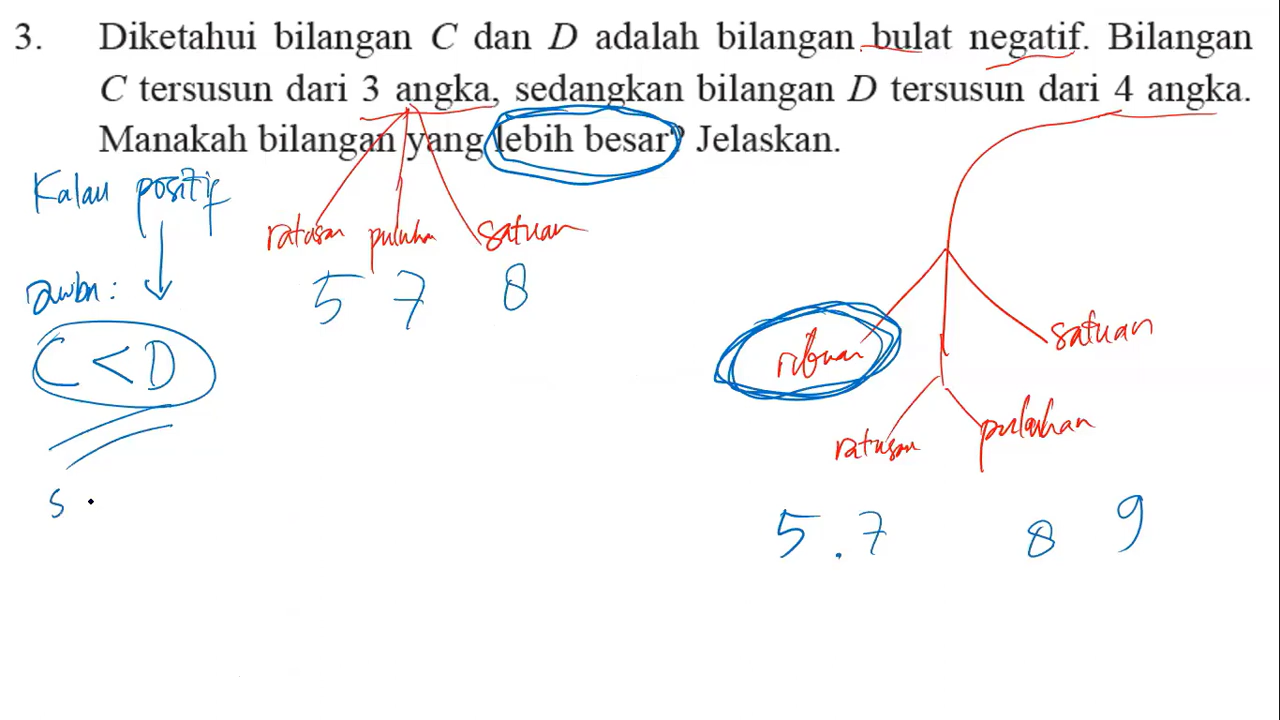 3. Diketahui bilangan C dan D adalah bilangan bulat negatif. Bilangan
C tersusun dari 3 angka, sedangkan bilangan D tersusun dari 4 angka.
Manakah bilangan yang lebih besar? Jelaskan.
Kalau positif
ratusan puluhan satuan
5 7 8
C < D
ribuan satuan
ratusan puluhan
S
5.7 8 9